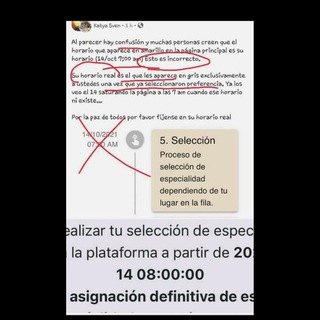 Kaliya Sven
1 h
Al parecer hay confusión y muchas personas creen que el
horario que aparece en amarillo en la página principal es su
horario (14/oct 7:00 am) Esto es incorrecto,
Su horario real es el que les aparece en gris exclusivamente
a ustedes una vez que ya seleccionaron preferencia, Ya los
veo el 14 saturando la página a las 7 am cuando ese horario
ni existe...
Por la paz de todos por favor fíjense en su horario real
14/10/2021
07:00 AM
5. Selección
Proceso de
selección de
especialidad
dependiendo de tu
lugar en la fila.
ealizar tu selección de espec
la plataforma a partir de 20
14 08:00:00
asignación definitiva de es